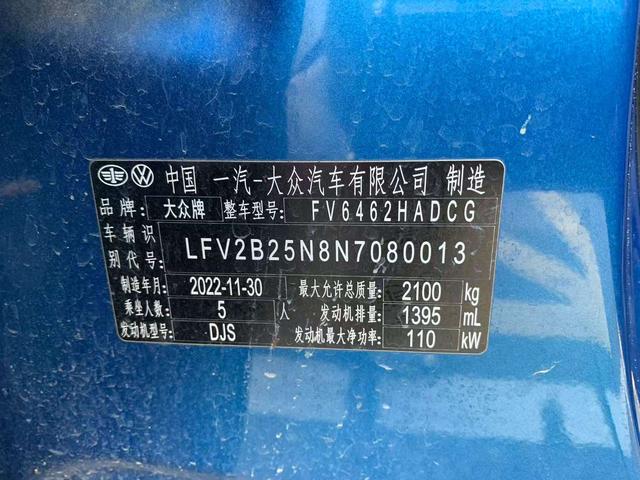 中国 一汽-大众汽车有限公司 制造
品牌: 大众牌 整车型号: FV6462HADCG
车辆识别代号: LFV2B25N8N7080013
制造年月: 2022-11-30 最大允许总质量: 2100 kg
乘坐人数: 5 人 发动机排量: 1395 mL
发动机型号: DJS 发动机最大净功率: 110 kW